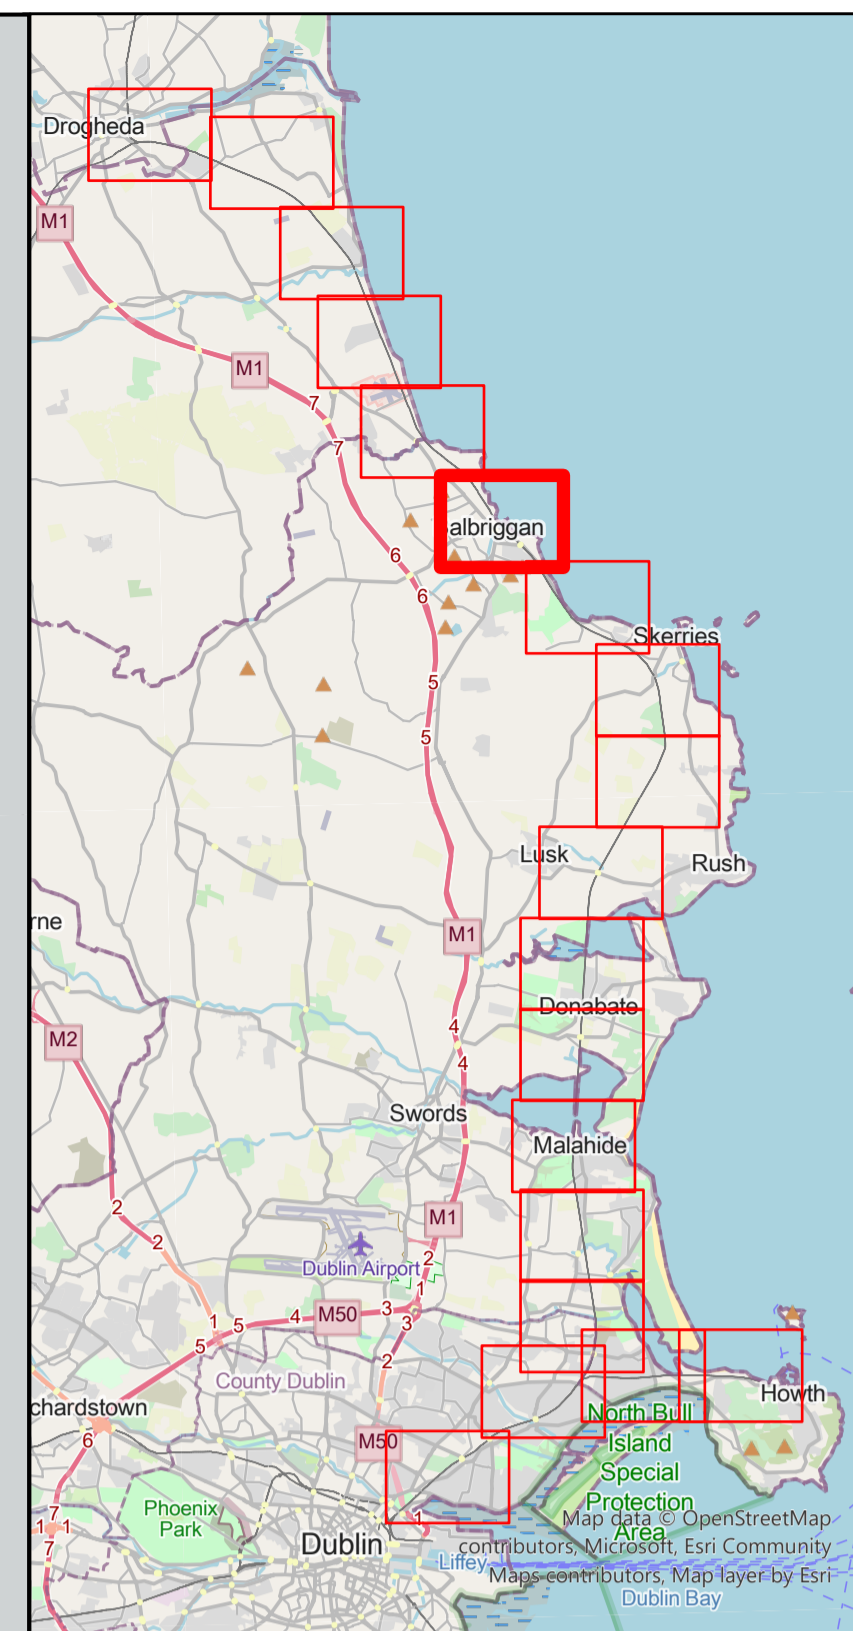 Drogheda
M1
M1
7
7
albriggan
6
6
Skerries
5
5
Lusk
Rush
rne
M1
Donabate
4
M2
4
Swords
Malahide
2
M1
2
Dublin Airport
2
1
M50
3
1
5
4
3
5
2
County Dublin
chardstown
Howth
North Bull
Island
Special
Protection
Area
6
M50
7
Phoenix
Park
1
1
1
7
Dublin
Liffey
Map data © OpenStreetMap
contributors, Microsoft, Esri Community
Maps contributors, Map layer by Esri
Dublin Bay